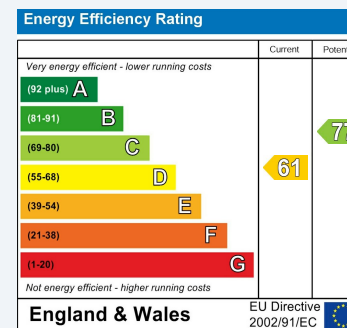 Energy Efficiency Rating
Current
Very energy efficient - lower running costs
(92 plus) A
(81-91) B
(69-80) C
(55-68) D
61
(39-54) E
(21-38) F
(1-20) G
Not energy efficient - higher running costs
England & Wales
EU Directive
2002/91/EC